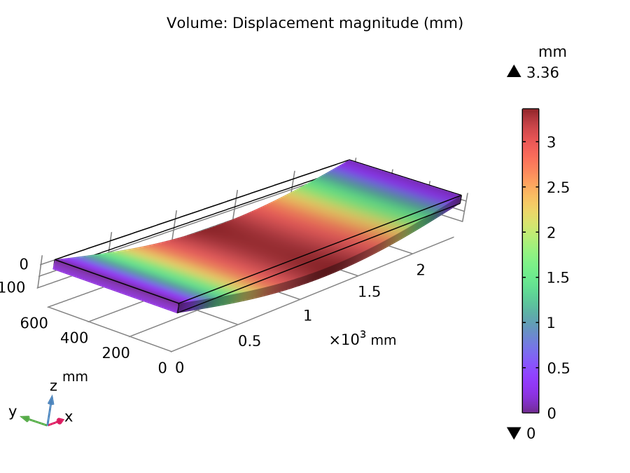 Volume: Displacement magnitude (mm)
mm
▲ 3.36
3
2.5
2
1.5
1
0.5
0
▼ 0
0
100
600
400
200
0
mm
0
0.5
1
1.5
2
×10³ mm
z
y
x